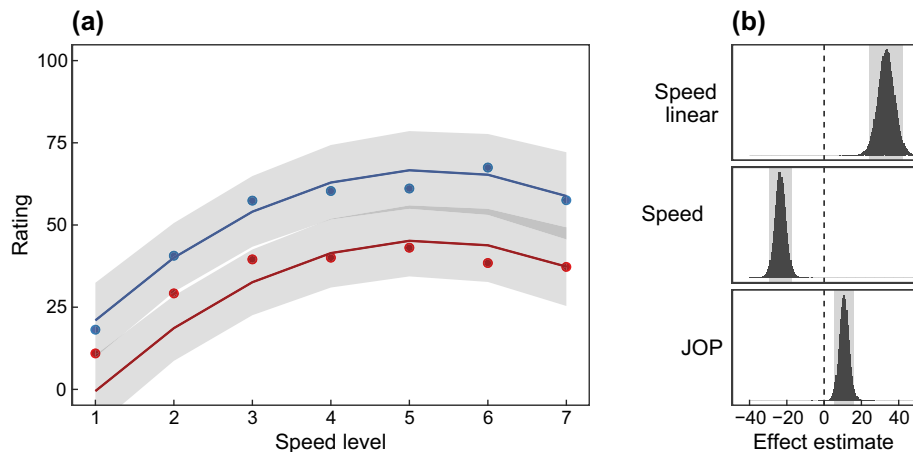 (a)
100
75
50
25
0
Rating
1 2 3 4 5 6 7
Speed level
(b)
Speed
linear
Speed
JOP
−40 −20 0 20 40
Effect estimate